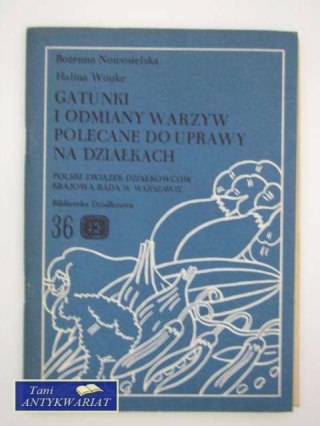 Bożenna Nowosielska
Halina Woyke
GATUNKI
I ODMIANY WARZYW
POLECANE DO UPRAWY
NA DZIAŁKACH
POLSKI ZWIĄZEK DZIAŁKOWCÓW
KRAJOWA RADA W WARSZAWIE
Biblioteka Działkowca
36
Tani
ANTYKWARIAT